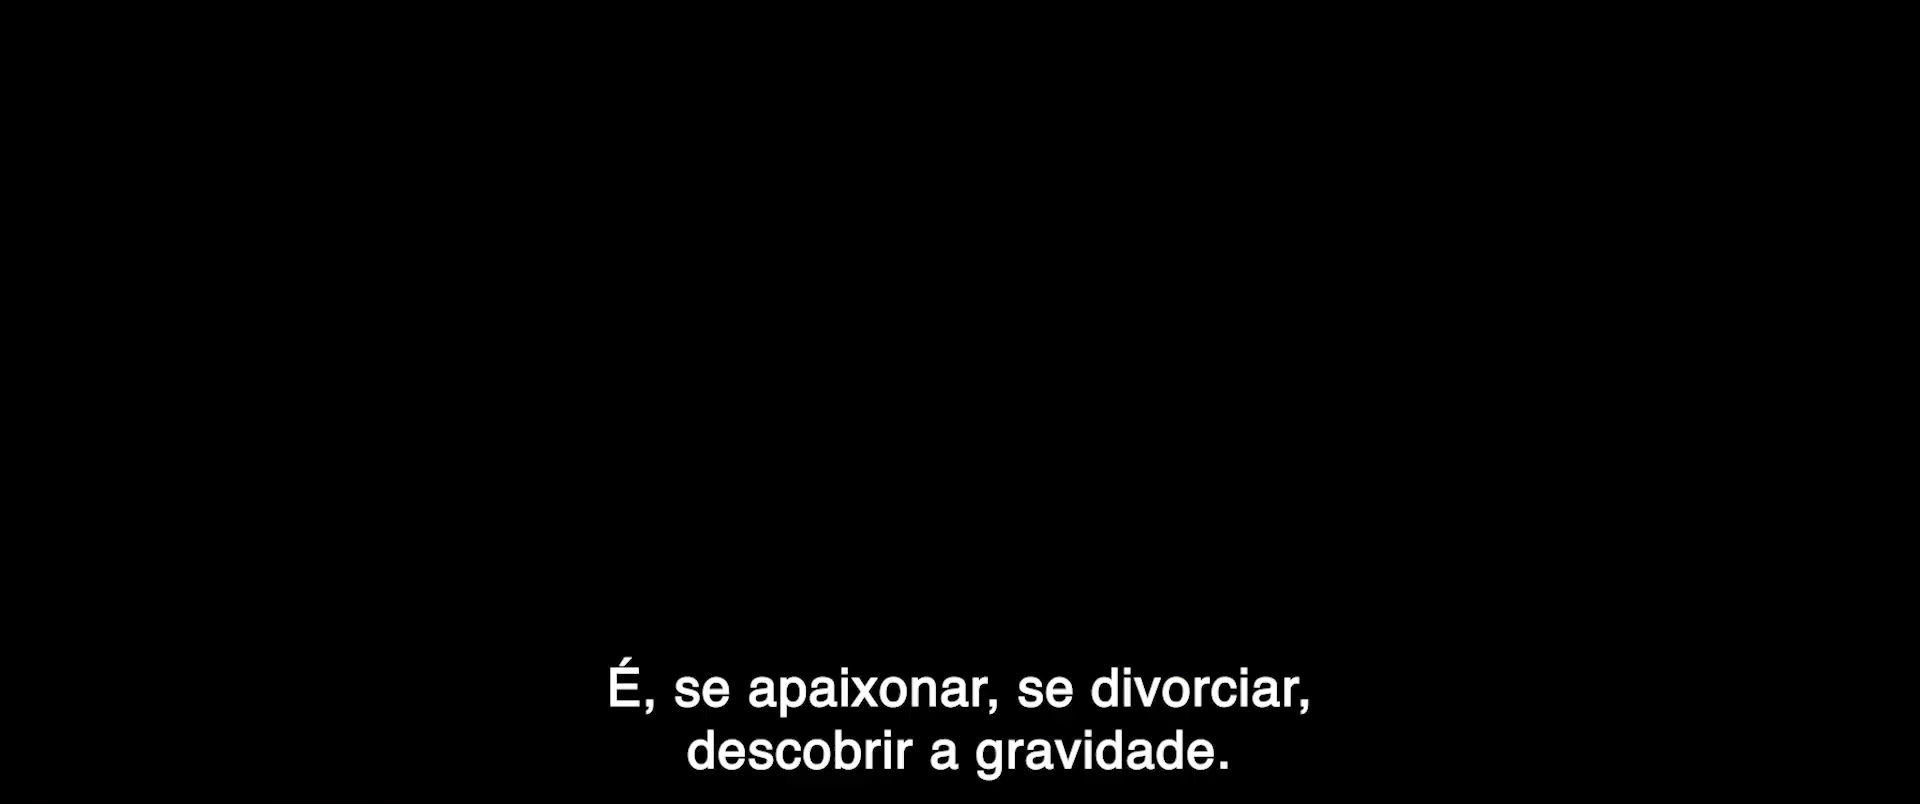 É, se apaixonar, se divorciar,
descobrir a gravidade.